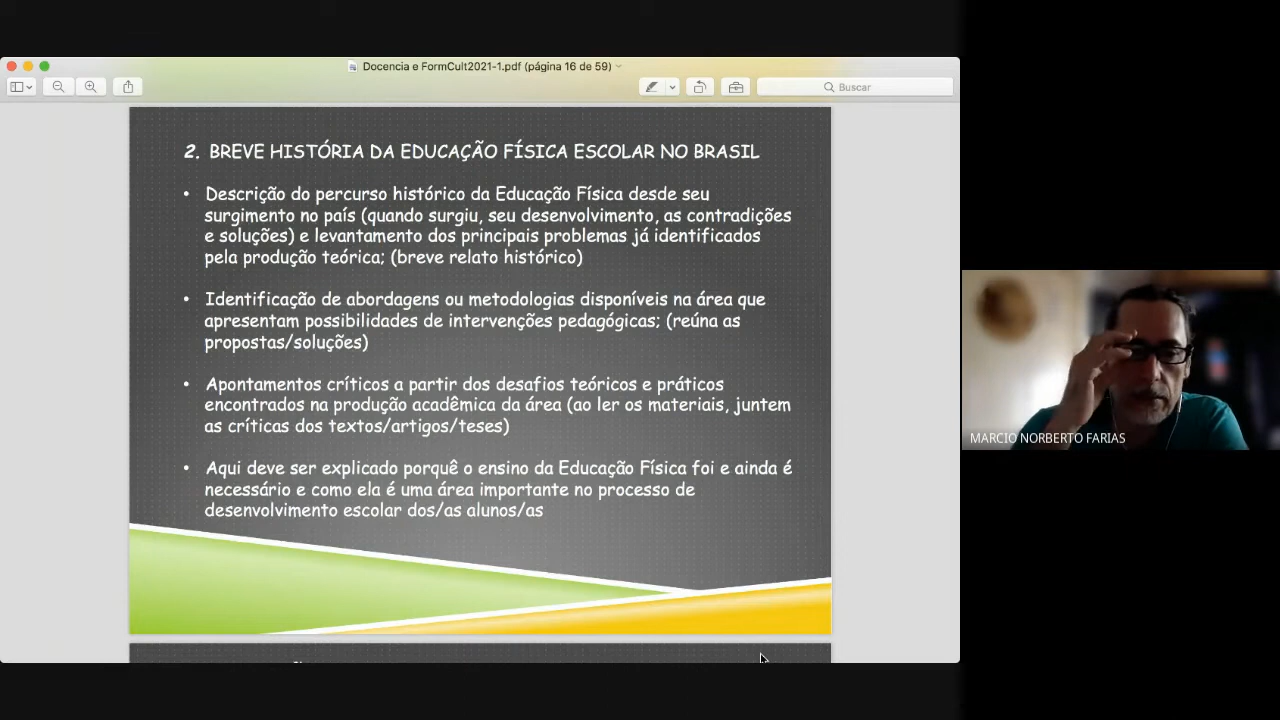 Docencia e FormCult2021-1.pdf (página 16 de 59)
Buscar
2. BREVE HISTÓRIA DA EDUCAÇÃO FÍSICA ESCOLAR NO BRASIL
• Descrição do percurso histórico da Educação Física desde seu
surgimento no país (quando surgiu, seu desenvolvimento, as contradições
e soluções) e levantamento dos principais problemas já identificados
pela produção teórica; (breve relato histórico)
• Identificação de abordagens ou metodologias disponíveis na área que
apresentam possibilidades de intervenções pedagógicas; (reúna as
propostas/soluções)
• Apontamentos críticos a partir dos desafios teóricos e práticos
encontrados na produção acadêmica da área (ao ler os materiais, juntem
as críticas dos textos/artigos/teses)
• Aqui deve ser explicado porquê o ensino da Educação Física foi e ainda é
necessário e como ela é uma área importante no processo de
desenvolvimento escolar dos/as alunos/as
MARCIO NORBERTO FARIAS